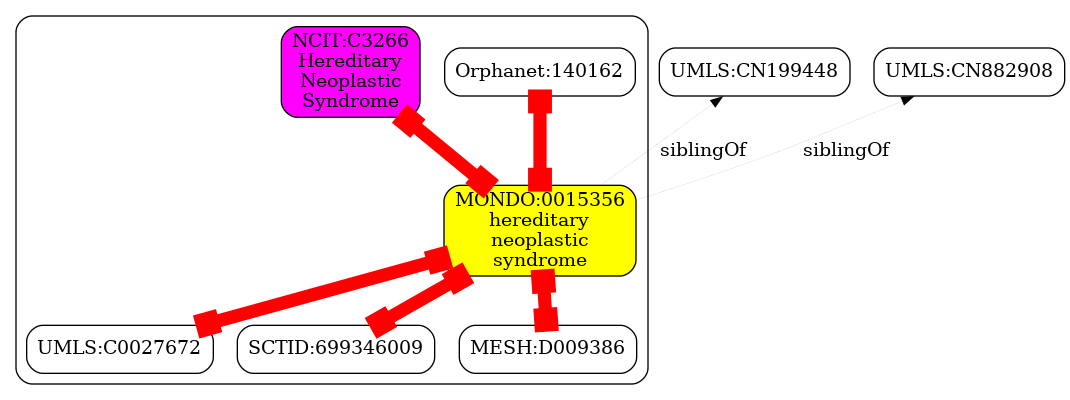 NCIT:C3266
Hereditary
Neoplastic
Syndrome
Orphanet:140162
UMLS:CN199448
UMLS:CN882908
siblingOf
siblingOf
MONDO:0015356
hereditary
neoplastic
syndrome
UMLS:C0027672
SCTID:699346009
MESH:D009386